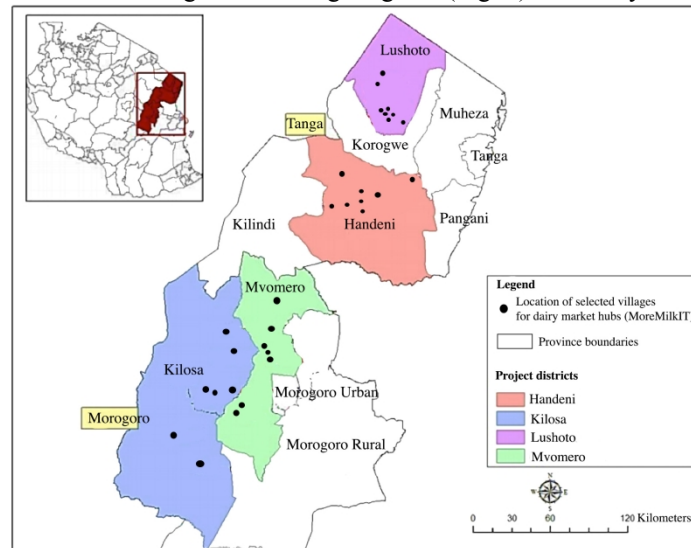 Lushoto
Muheza
Tanga
Korogwe
Tanga
Pangani
Handeni
Kilindi
Mvomero
Kilosa
Morogoro Urban
Morogoro
Morogoro Rural
Legend
Location of selected villages
for dairy market hubs (MoreMilkIT)
Province boundaries
Project districts
Handeni
Kilosa
Lushoto
Mvomero
N
W E
S
0 30 60 120 Kilometers